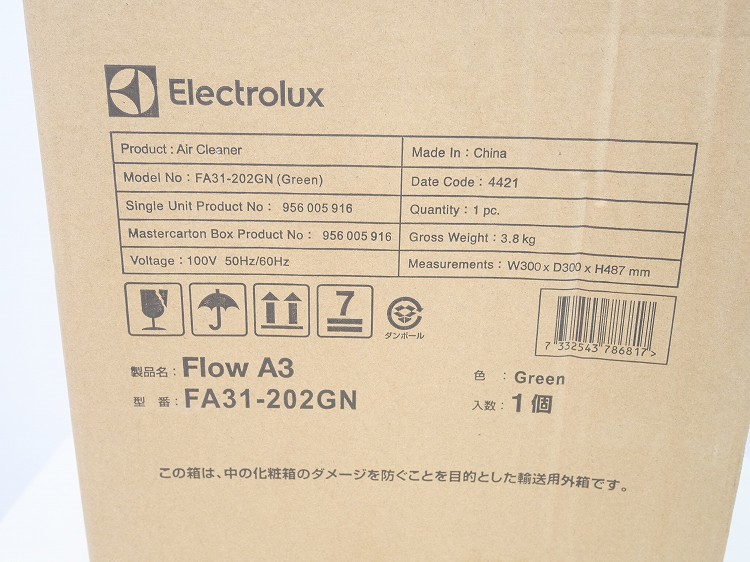 Electrolux
Product : Air Cleaner
Made In : China
Model No : FA31-202GN (Green)
Date Code : 4421
Single Unit Product No : 956 005 916
Quantity : 1 pc.
Mastercarton Box Product No : 956 005 916
Gross Weight : 3.8 kg
Voltage : 100V 50Hz/60Hz
Measurements : W300 x D300 x H487 mm
7
ダンボール
7 332543 786817 >
製品名 : Flow A3
色 : Green
型 番 : FA31-202GN
入数 : 1個
この箱は、中の化粧箱のダメージを防ぐことを目的とした輸送用外箱です。